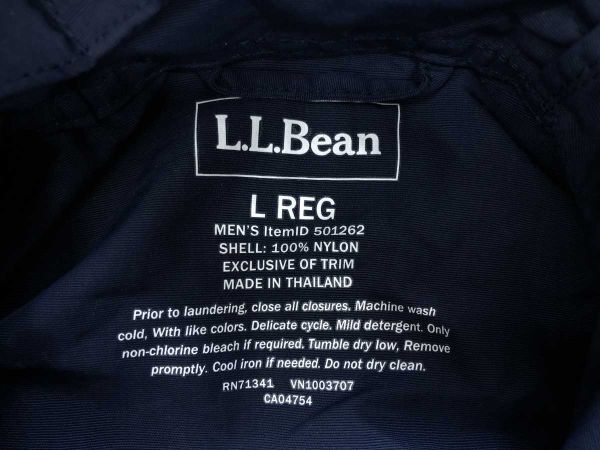 L.L.Bean
L REG
MEN'S ItemID 501262
SHELL: 100% NYLON
EXCLUSIVE OF TRIM
MADE IN THAILAND
Prior to laundering, close all closures. Machine wash
cold, With like colors. Delicate cycle. Mild detergent. Only
non-chlorine bleach if required. Tumble dry low, Remove
promptly. Cool iron if needed. Do not dry clean.
RN71341 VN1003707
CA04754